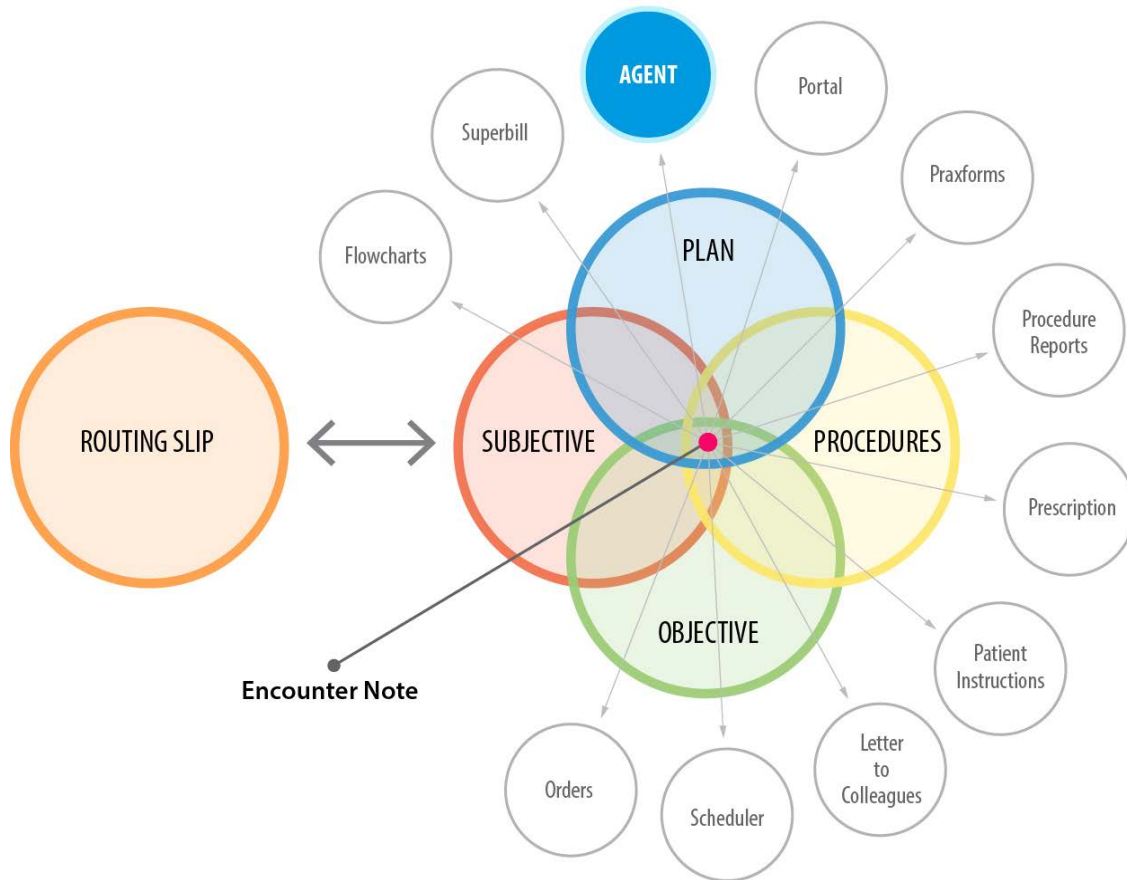 AGENT
Portal
Superbill
Praxforms
Flowcharts
PLAN
Procedure
Reports
ROUTING SLIP
SUBJECTIVE
PROCEDURES
Prescription
OBJECTIVE
Patient
Instructions
Encounter Note
Letter
to
Colleagues
Orders
Scheduler